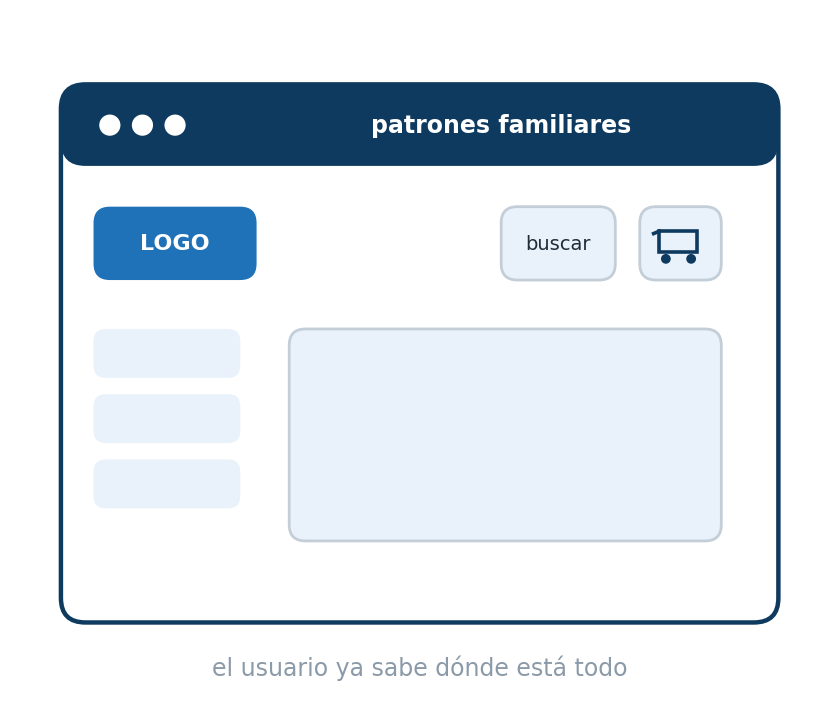 patrones familiares
LOGO
buscar
el usuario ya sabe dónde está todo